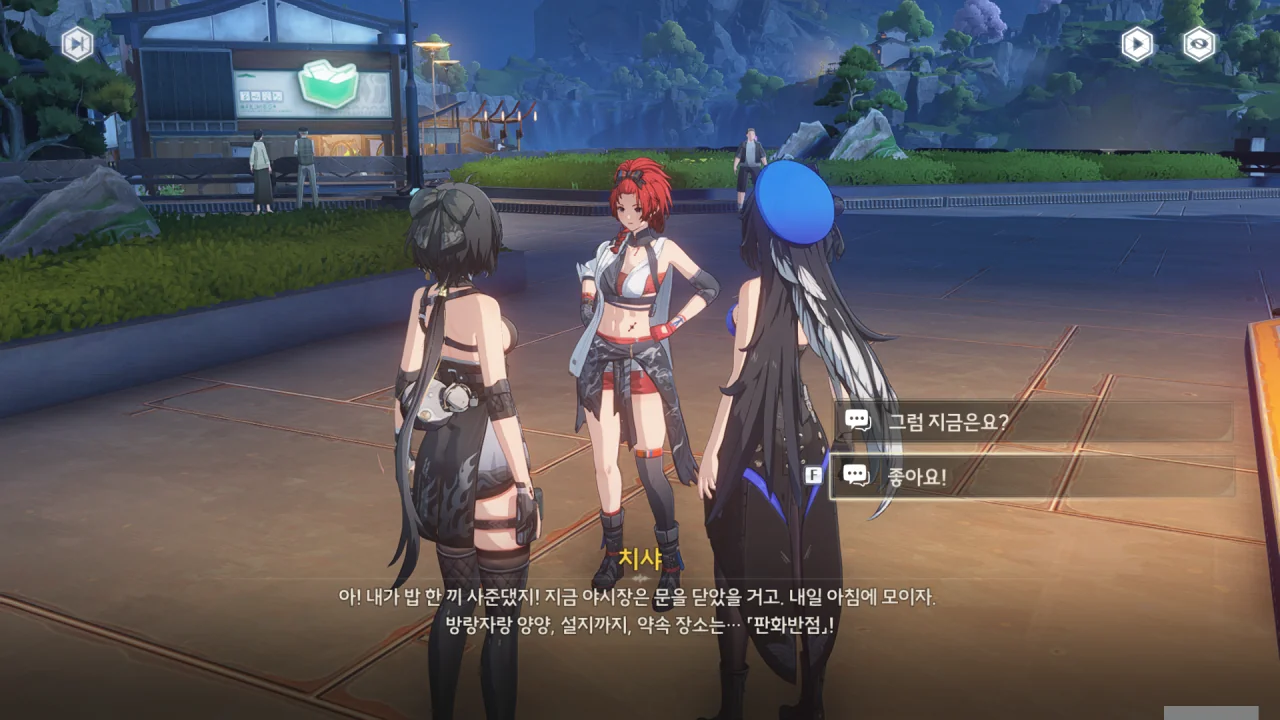 그럼 지금은요?
F
좋아요!
치샤
아! 내가 밥 한 끼 사준댔지! 지금 야시장은 문을 닫았을 거고. 내일 아침에 모이자.
방랑자랑 양양, 설지까지, 약속 장소는…「판화반점」!